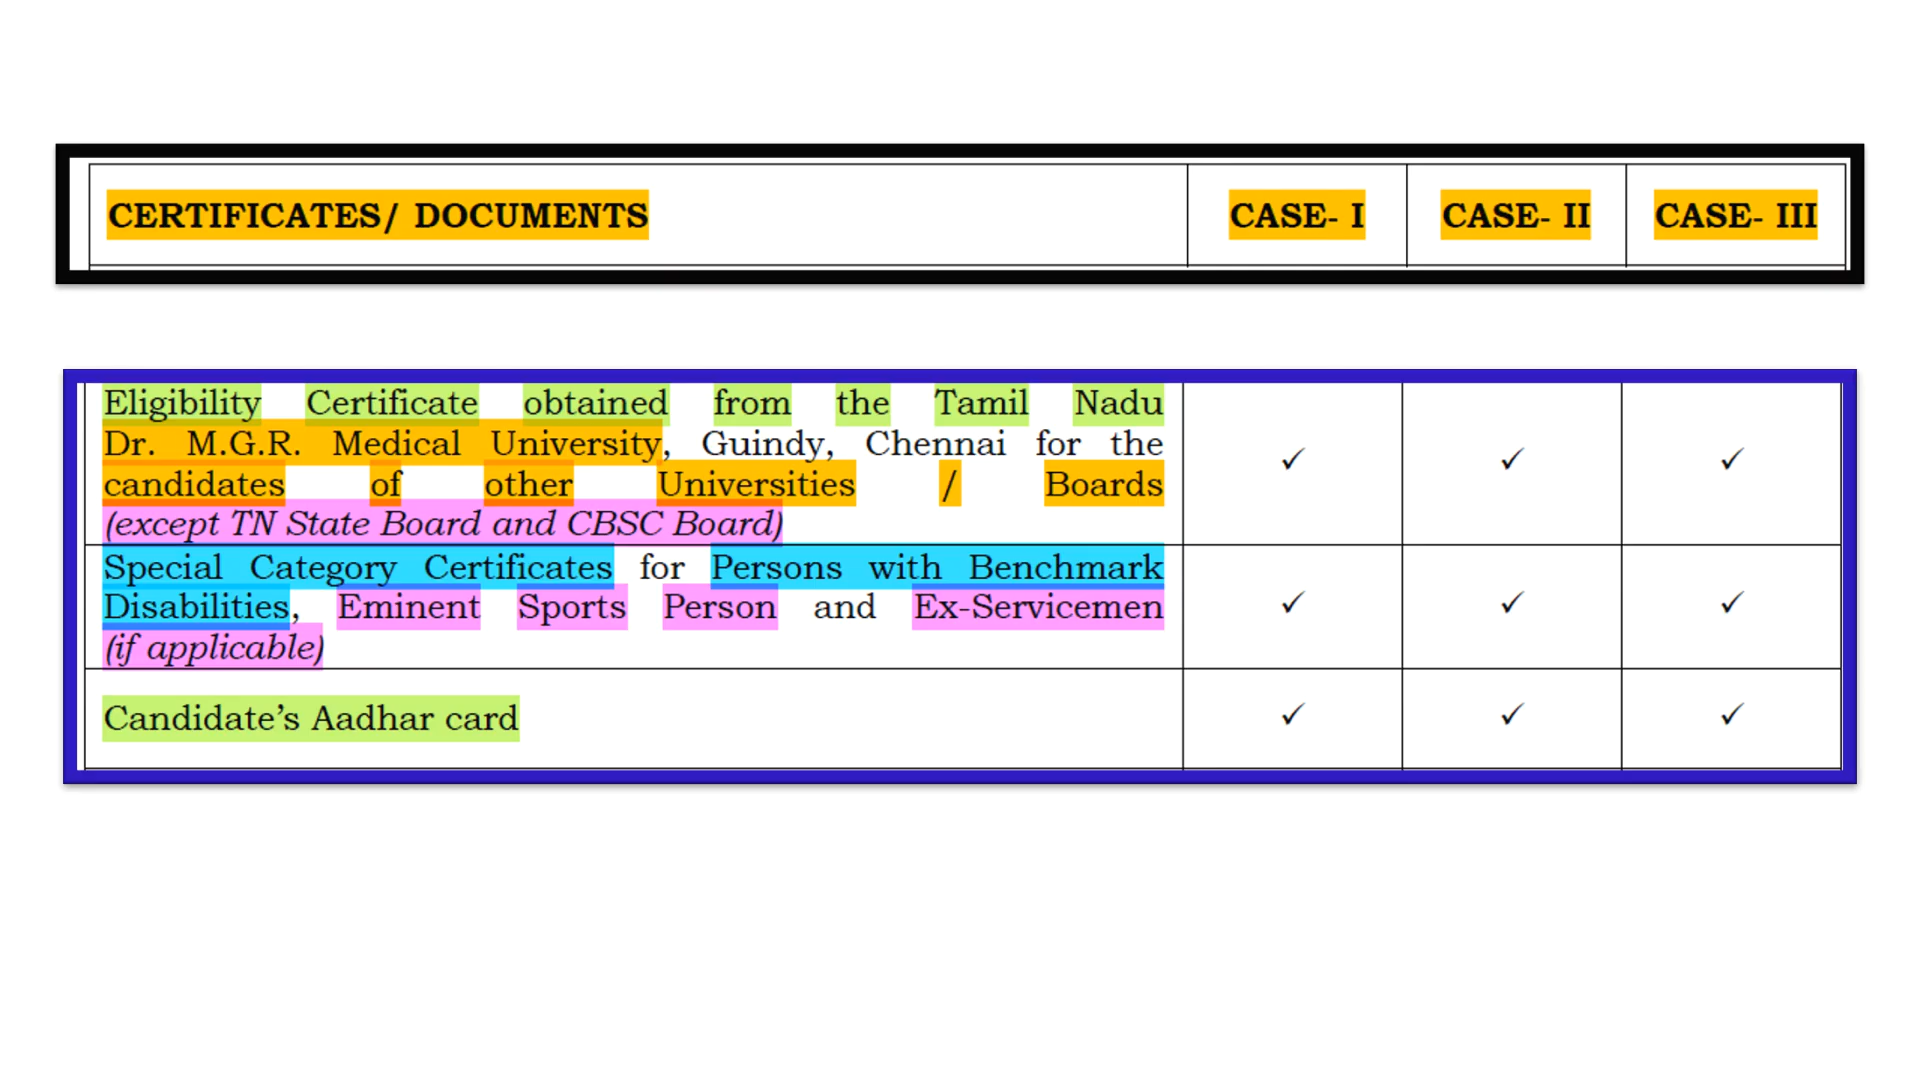 CERTIFICATES/ DOCUMENTS CASE- I CASE- II CASE- III
Eligibility Certificate obtained from the Tamil Nadu
Dr. M.G.R. Medical University, Guindy, Chennai for the
candidates of other Universities / Boards
(except TN State Board and CBSC Board)
✓ ✓ ✓
Special Category Certificates for Persons with Benchmark
Disabilities, Eminent Sports Person and Ex-Servicemen
(if applicable)
✓ ✓ ✓
Candidate's Aadhar card ✓ ✓ ✓